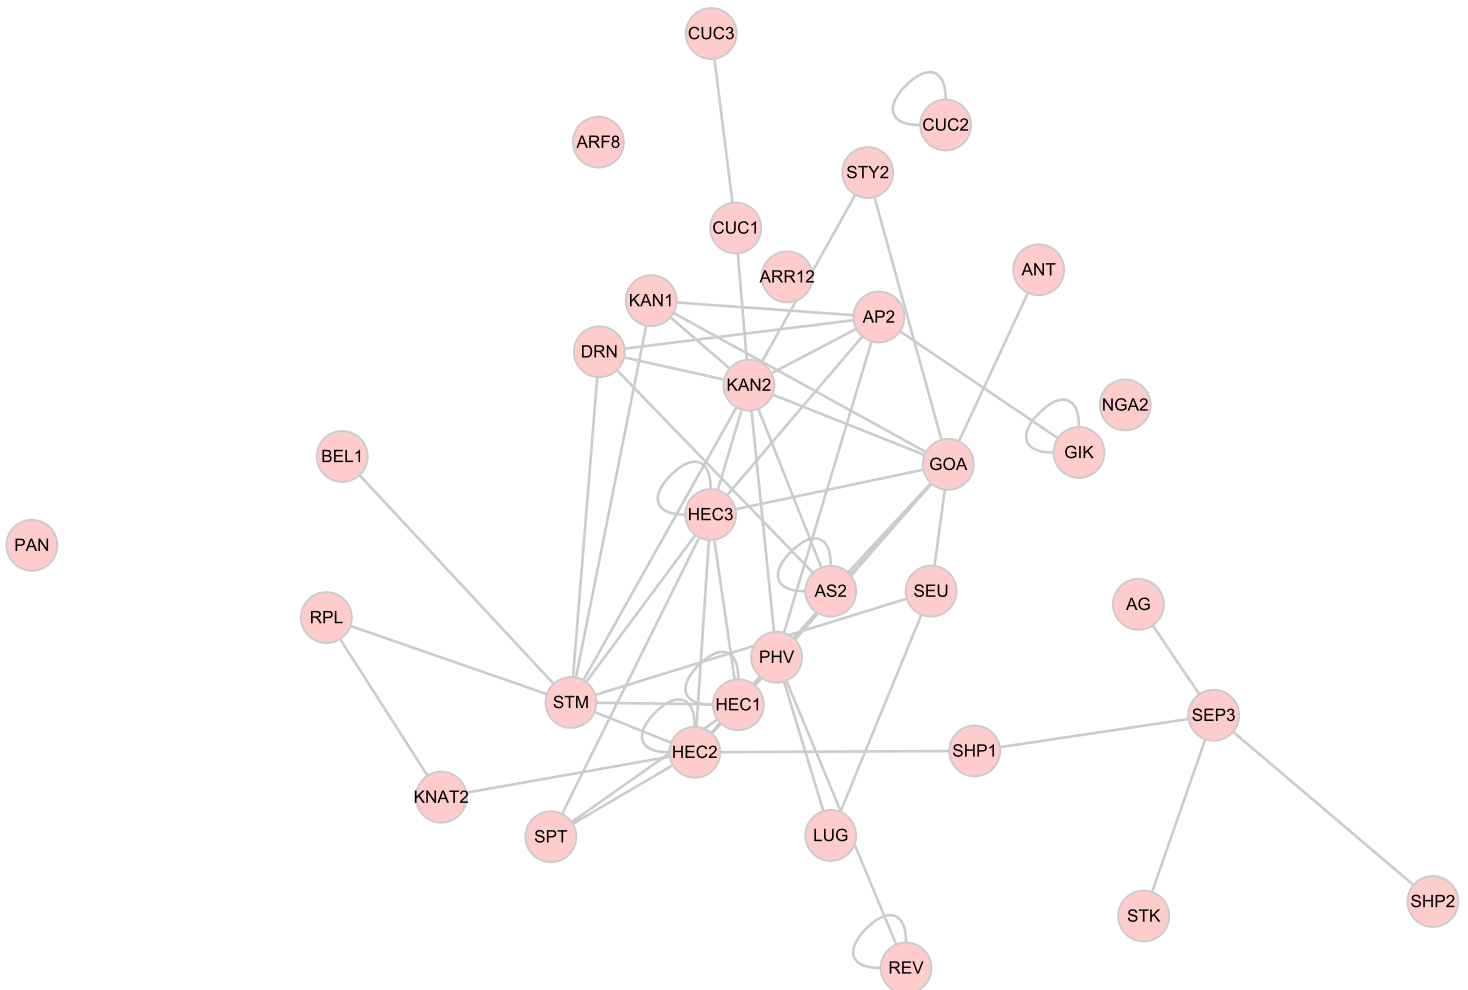 CUC3
CUC2
ARF8
STY2
CUC1
ANT
ARR12
KAN1
AP2
DRN
KAN2
NGA2
GIK
BEL1
GOA
HEC3
PAN
AS2
SEU
AG
RPL
PHV
STM
HEC1
SEP3
HEC2
SHP1
KNAT2
SPT
LUG
SHP2
STK
REV